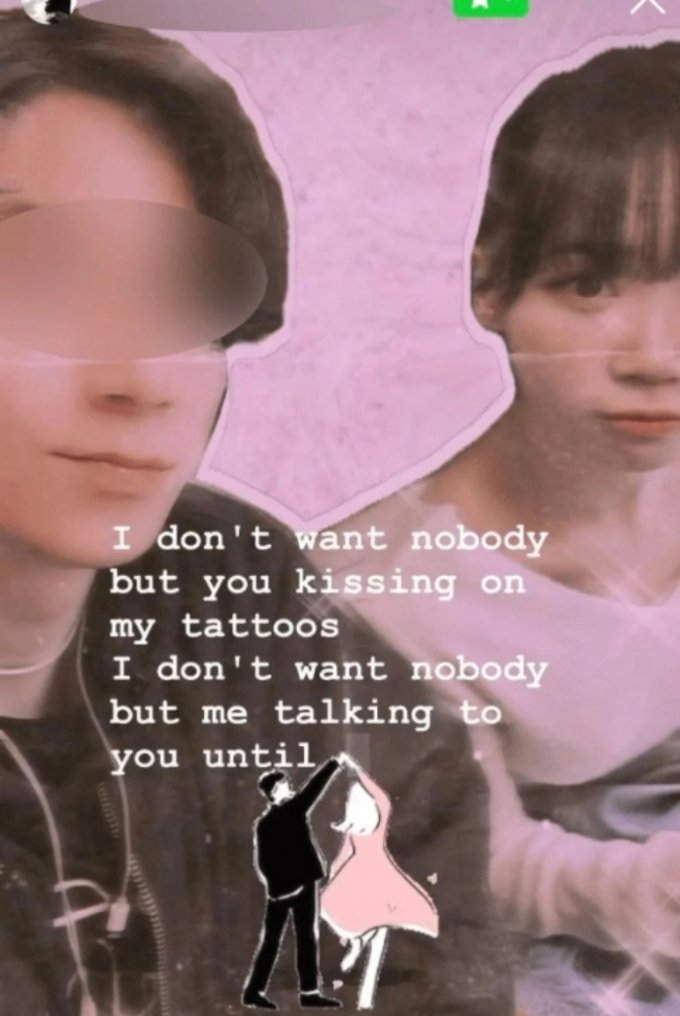 I don't want nobody
but you kissing on
my tattoos
I don't want nobody
but me talking to
you until